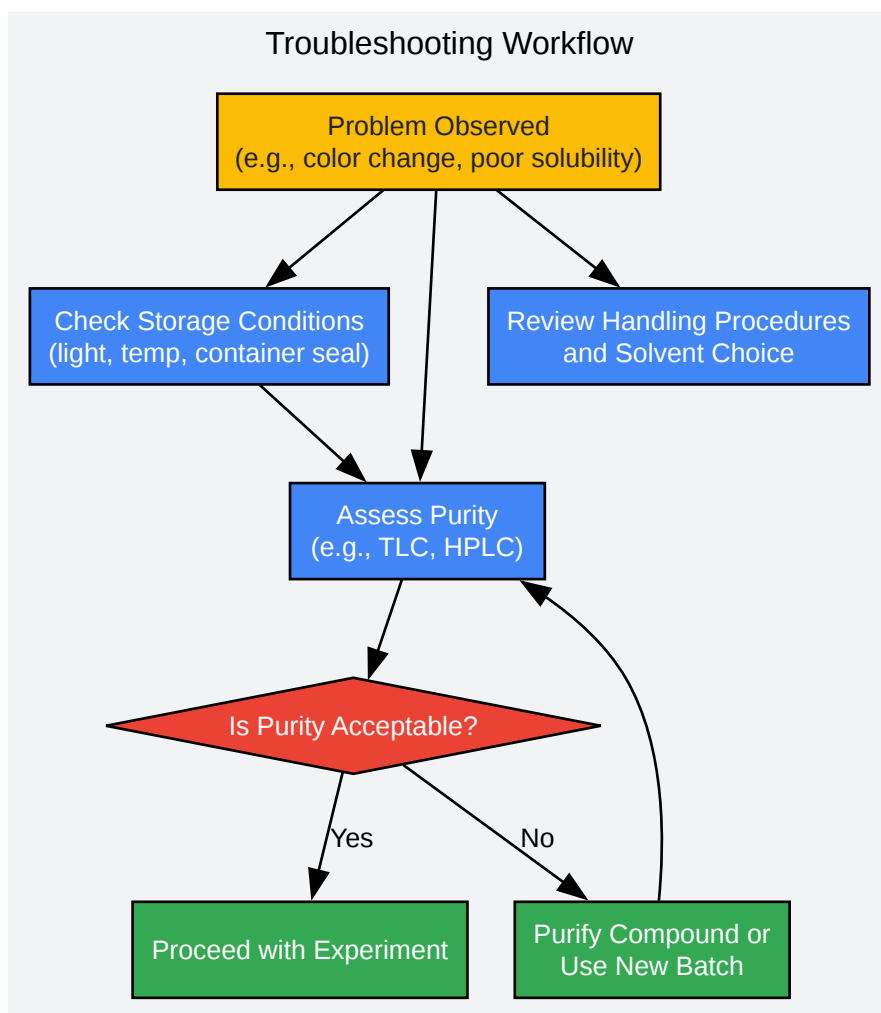 Troubleshooting Workflow
Problem Observed
(e.g., color change, poor solubility)
Check Storage Conditions
(light, temp, container seal)
Review Handling Procedures
and Solvent Choice
Assess Purity
(e.g., TLC, HPLC)
Is Purity Acceptable?
Yes
No
Proceed with Experiment
Purify Compound or
Use New Batch